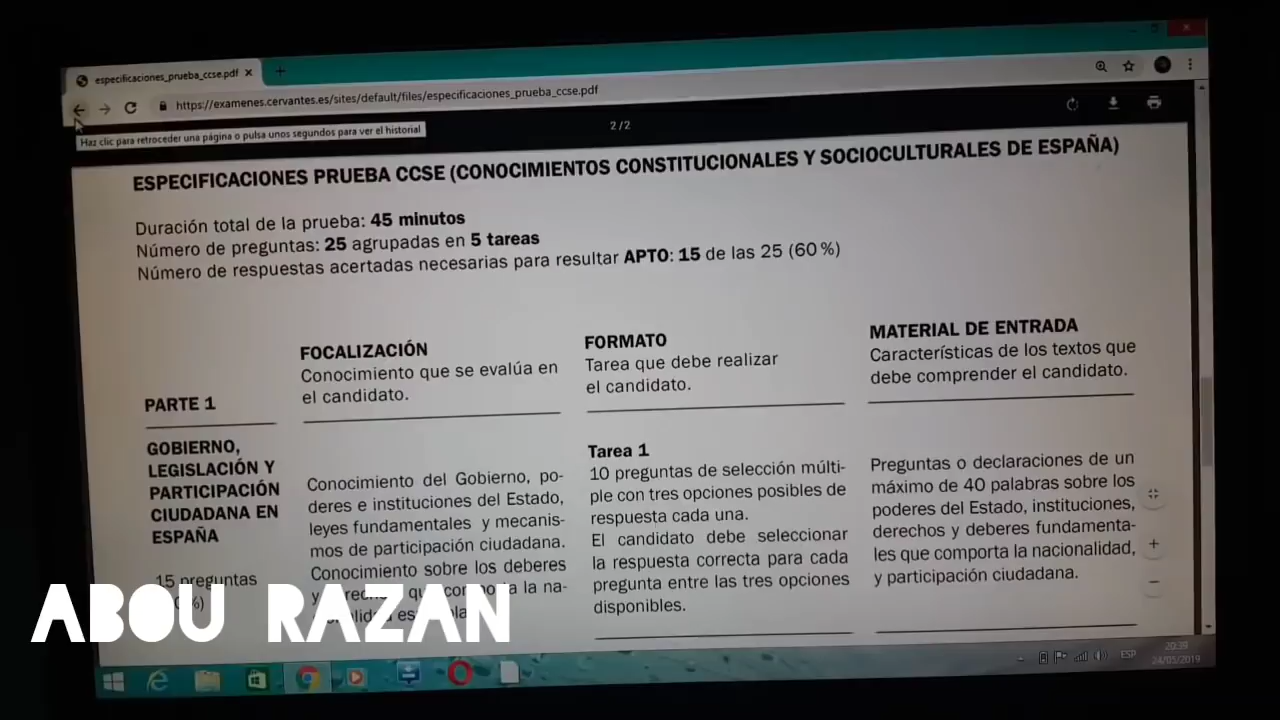 especificaciones_prueba_ccse.pdf
https://examenes.cervantes.es/sites/default/files/especificaciones_prueba_ccse.pdf
Haz clic para retroceder una página o pulsa unos segundos para ver el historial
2/2
ESPECIFICACIONES PRUEBA CCSE (CONOCIMIENTOS CONSTITUCIONALES Y SOCIOCULTURALES DE ESPAÑA)
Duración total de la prueba: 45 minutos
Número de preguntas: 25 agrupadas en 5 tareas
Número de respuestas acertadas necesarias para resultar APTO: 15 de las 25 (60 %)
PARTE 1
FOCALIZACIÓN
Conocimiento que se evalúa en
el candidato.
FORMATO
Tarea que debe realizar
el candidato.
MATERIAL DE ENTRADA
Características de los textos que
debe comprender el candidato.
GOBIERNO,
LEGISLACIÓN Y
PARTICIPACIÓN
CIUDADANA EN
ESPAÑA
15 preguntas
Conocimiento del Gobierno, po-
deres e instituciones del Estado,
leyes fundamentales y mecanis-
mos de participación ciudadana.
Conocimiento sobre los deberes
y la na-
Tarea 1
10 preguntas de selección múlti-
ple con tres opciones posibles de
respuesta cada una.
El candidato debe seleccionar
la respuesta correcta para cada
pregunta entre las tres opciones
disponibles.
Preguntas o declaraciones de un
máximo de 40 palabras sobre los
poderes del Estado, instituciones,
derechos y deberes fundamenta-
les que comporta la nacionalidad,
y participación ciudadana.
ABOU RAZAN
ESP
20:39
24/05/2019